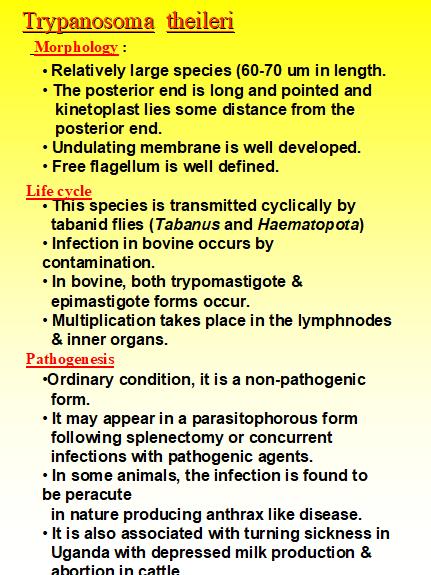 Trypanosoma theileri
Morphology :
• Relatively large species (60-70 um in length.
• The posterior end is long and pointed and
kinetoplast lies some distance from the
posterior end.
• Undulating membrane is well developed.
• Free flagellum is well defined.
Life cycle
• This species is transmitted cyclically by
tabanid flies (Tabanus and Haematopota)
• Infection in bovine occurs by
contamination.
• In bovine, both trypomastigote &
epimastigote forms occur.
• Multiplication takes place in the lymphnodes
& inner organs.
Pathogenesis
•Ordinary condition, it is a non-pathogenic
form.
• It may appear in a parasitophorous form
following splenectomy or concurrent
infections with pathogenic agents.
• In some animals, the infection is found to
be peracute
in nature producing anthrax like disease.
• It is also associated with turning sickness in
Uganda with depressed milk production &
abortion in cattle